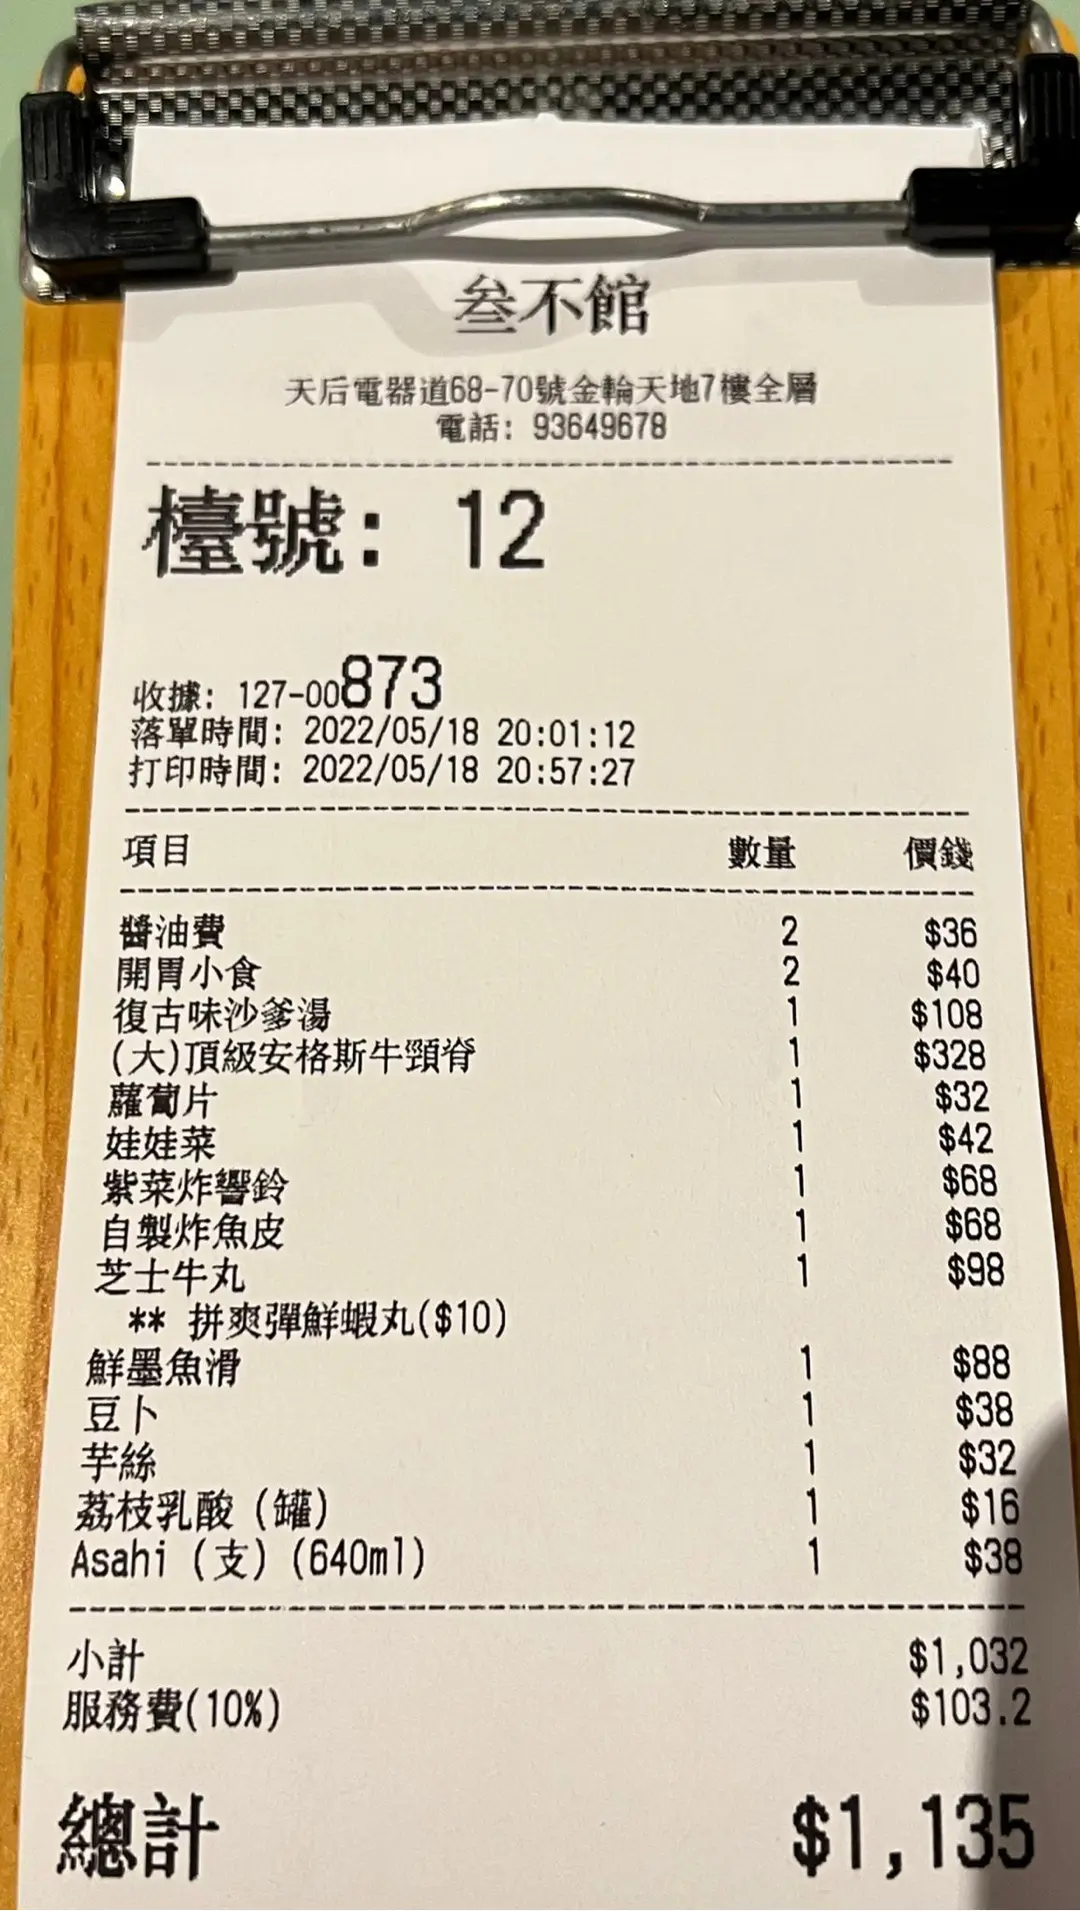 叁不館
天后電器道68-70號金輪天地7樓全層
電話: 93649678
檯號: 12
收據: 127-00873
落單時間: 2022/05/18 20:01:12
打印時間: 2022/05/18 20:57:27
項目 數量 價錢
醬油費 2 $36
開胃小食 2 $40
復古味沙爹湯 1 $108
(大)頂級安格斯牛頸脊 1 $328
蘿蔔片 1 $32
娃娃菜 1 $42
紫菜炸響鈴 1 $68
自製炸魚皮 1 $68
芝士牛丸 1 $98
** 拼爽彈鮮蝦丸($10)
鮮墨魚滑 1 $88
豆卜 1 $38
芋絲 1 $32
荔枝乳酸 (罐) 1 $16
Asahi (支) (640ml) 1 $38
小計 $1,032
服務費(10%) $103.2
總計 $1,135